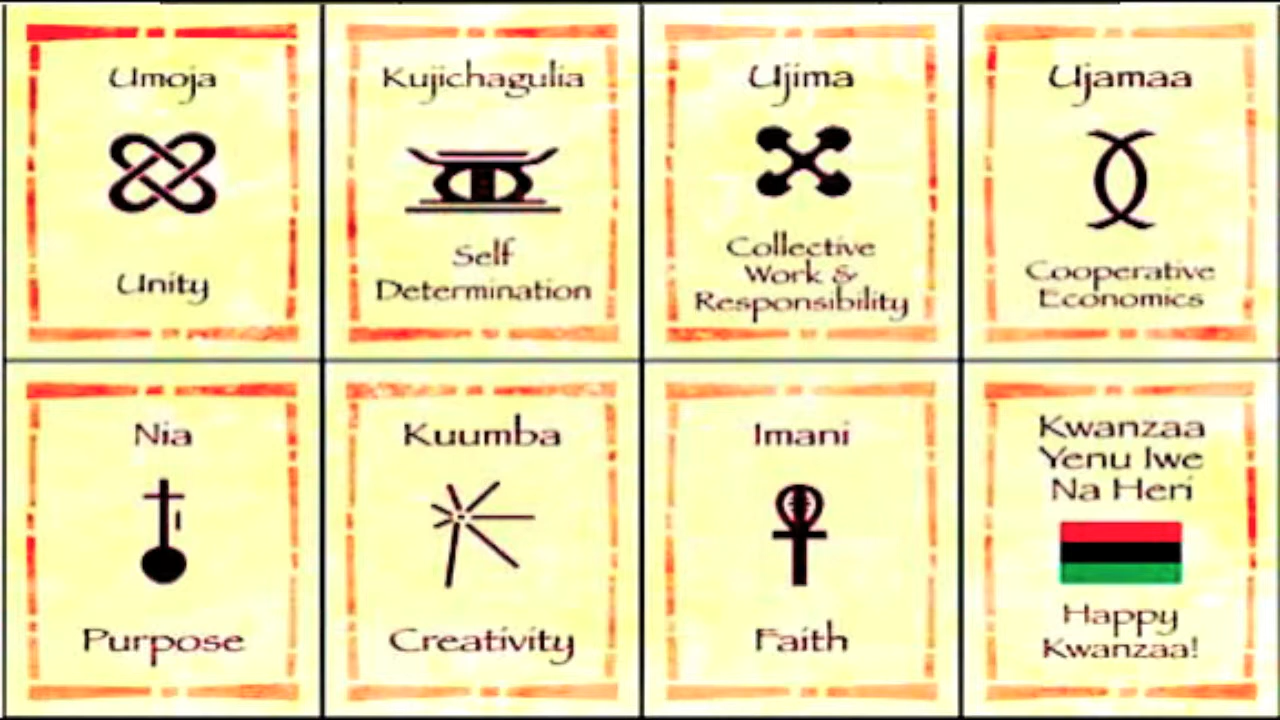 Umoja
Unity
Kujichagulia
Self
Determination
Ujima
Collective
Work &
Responsibility
Ujamaa
Cooperative
Economics
Nia
Purpose
Kuumba
Creativity
Imani
Faith
Kwanzaa
Yenu Iwe
Na Heri
Happy
Kwanzaa!